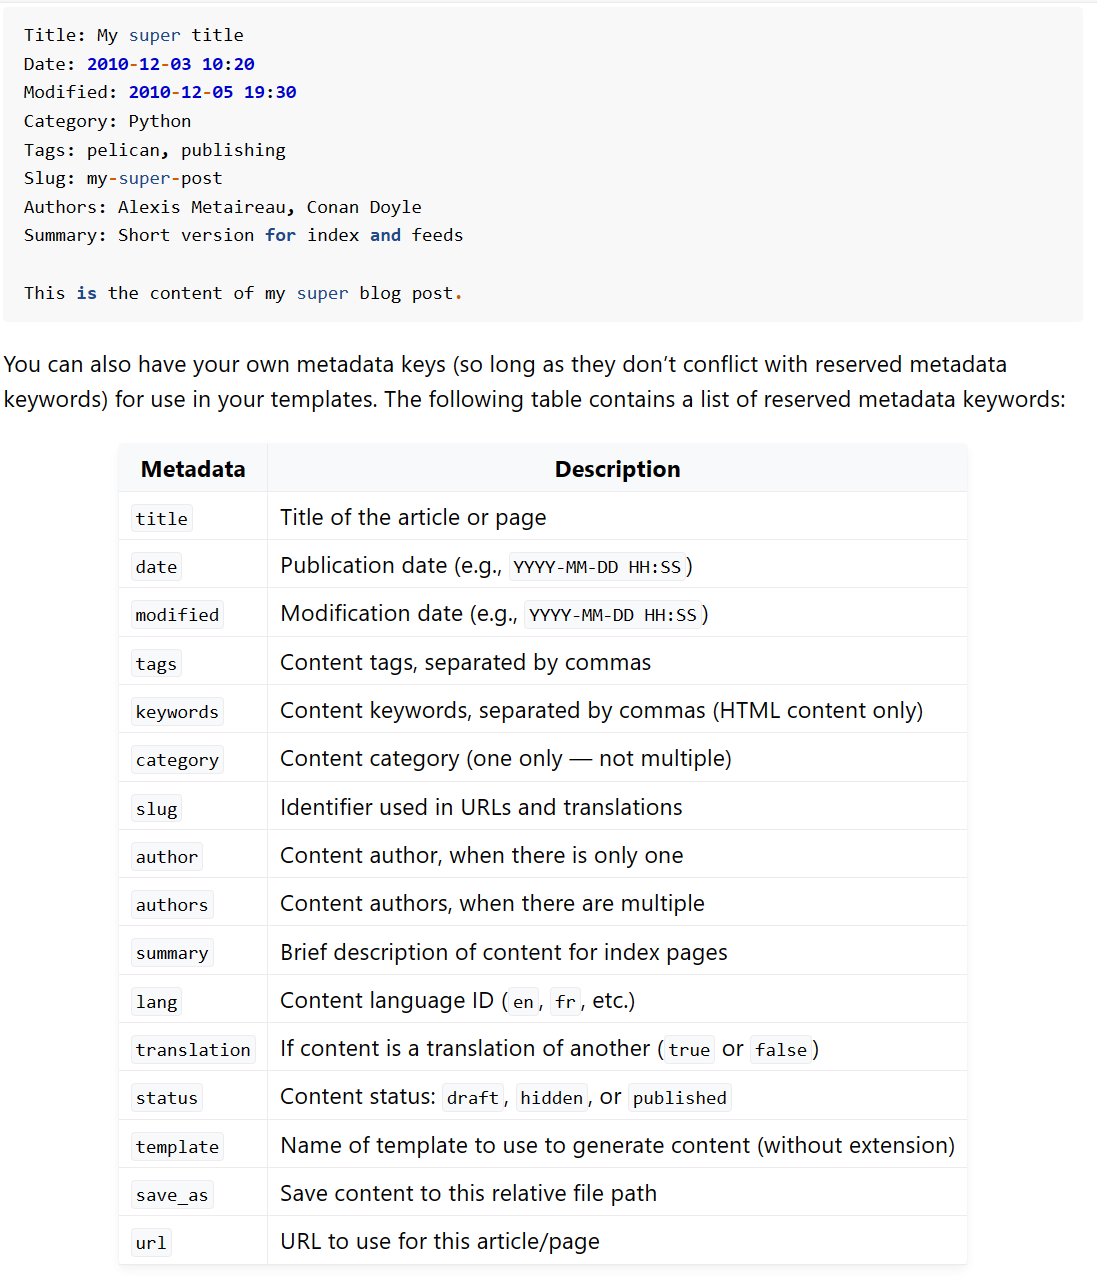 Title: My super title
Date: 2010-12-03 10:20
Modified: 2010-12-05 19:30
Category: Python
Tags: pelican, publishing
Slug: my-super-post
Authors: Alexis Metaireau, Conan Doyle
Summary: Short version for index and feeds
This is the content of my super blog post.
You can also have your own metadata keys (so long as they don’t conflict with reserved metadata
keywords) for use in your templates. The following table contains a list of reserved metadata keywords:
Metadata Description
title Title of the article or page
date Publication date (e.g., YYYY-MM-DD HH:SS)
modified Modification date (e.g., YYYY-MM-DD HH:SS)
tags Content tags, separated by commas
keywords Content keywords, separated by commas (HTML content only)
category Content category (one only — not multiple)
slug Identifier used in URLs and translations
author Content author, when there is only one
authors Content authors, when there are multiple
summary Brief description of content for index pages
lang Content language ID (en, fr, etc.)
translation If content is a translation of another (true or false)
status Content status: draft, hidden, or published
template Name of template to use to generate content (without extension)
save_as Save content to this relative file path
url URL to use for this article/page